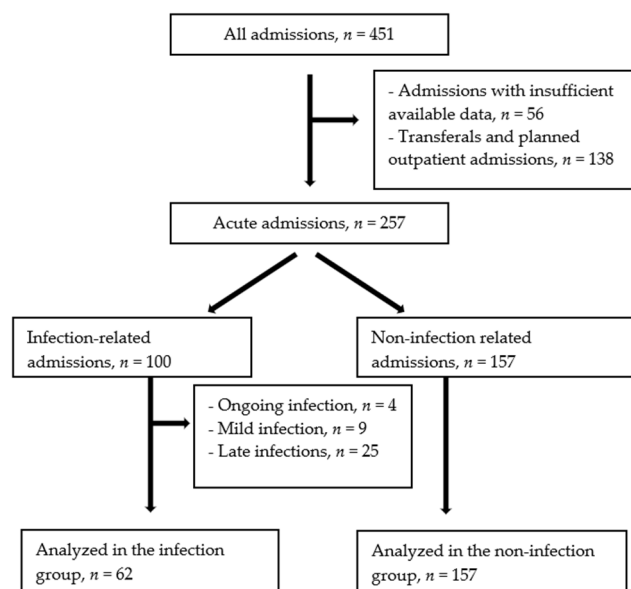 All admissions, n = 451
- Admissions with insufficient
available data, n = 56
- Transferals and planned
outpatient admissions, n = 138
Acute admissions, n = 257
Infection-related
admissions, n = 100
Non-infection related
admissions, n = 157
- Ongoing infection, n = 4
- Mild infection, n = 9
- Late infections, n = 25
Analyzed in the infection
group, n = 62
Analyzed in the non-infection
group, n = 157